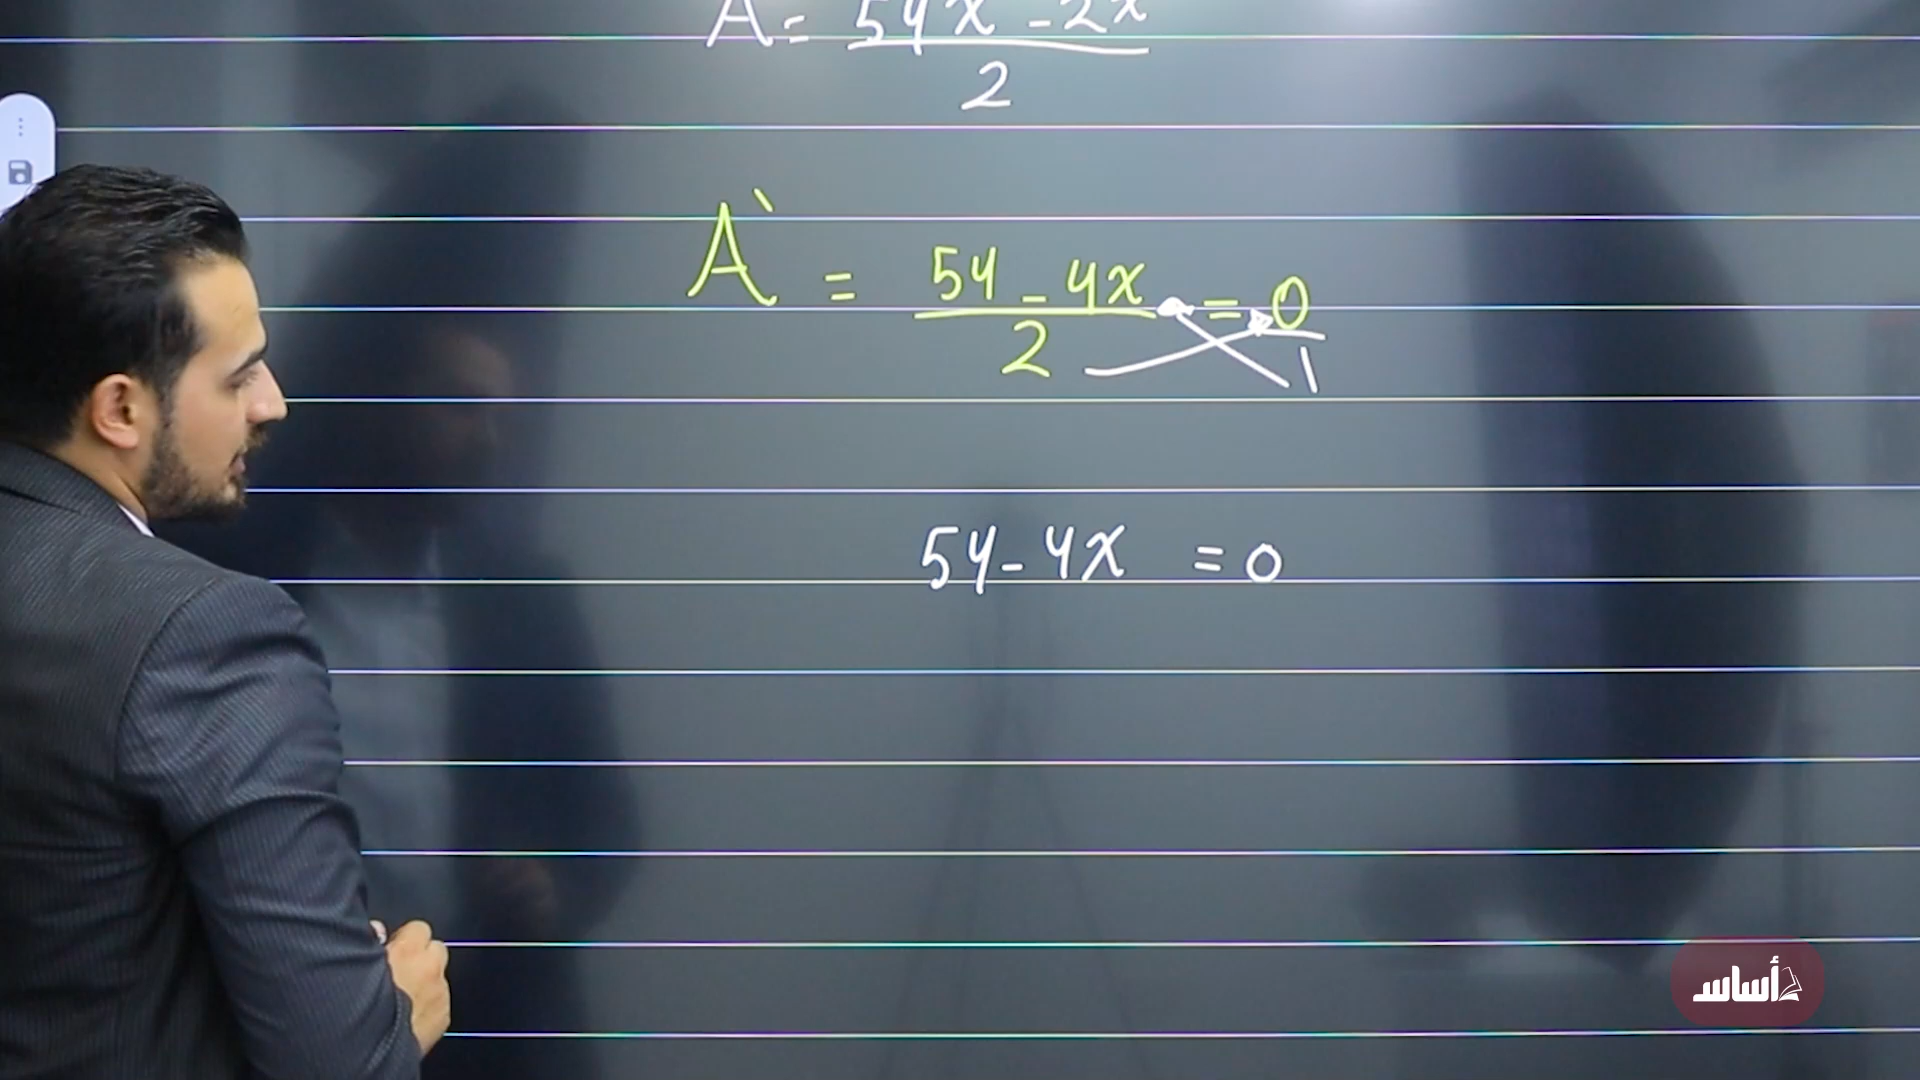 A = 54x - 2x
2
A` = 54 - 4x = 0
2 1
54 - 4x = 0
أساس